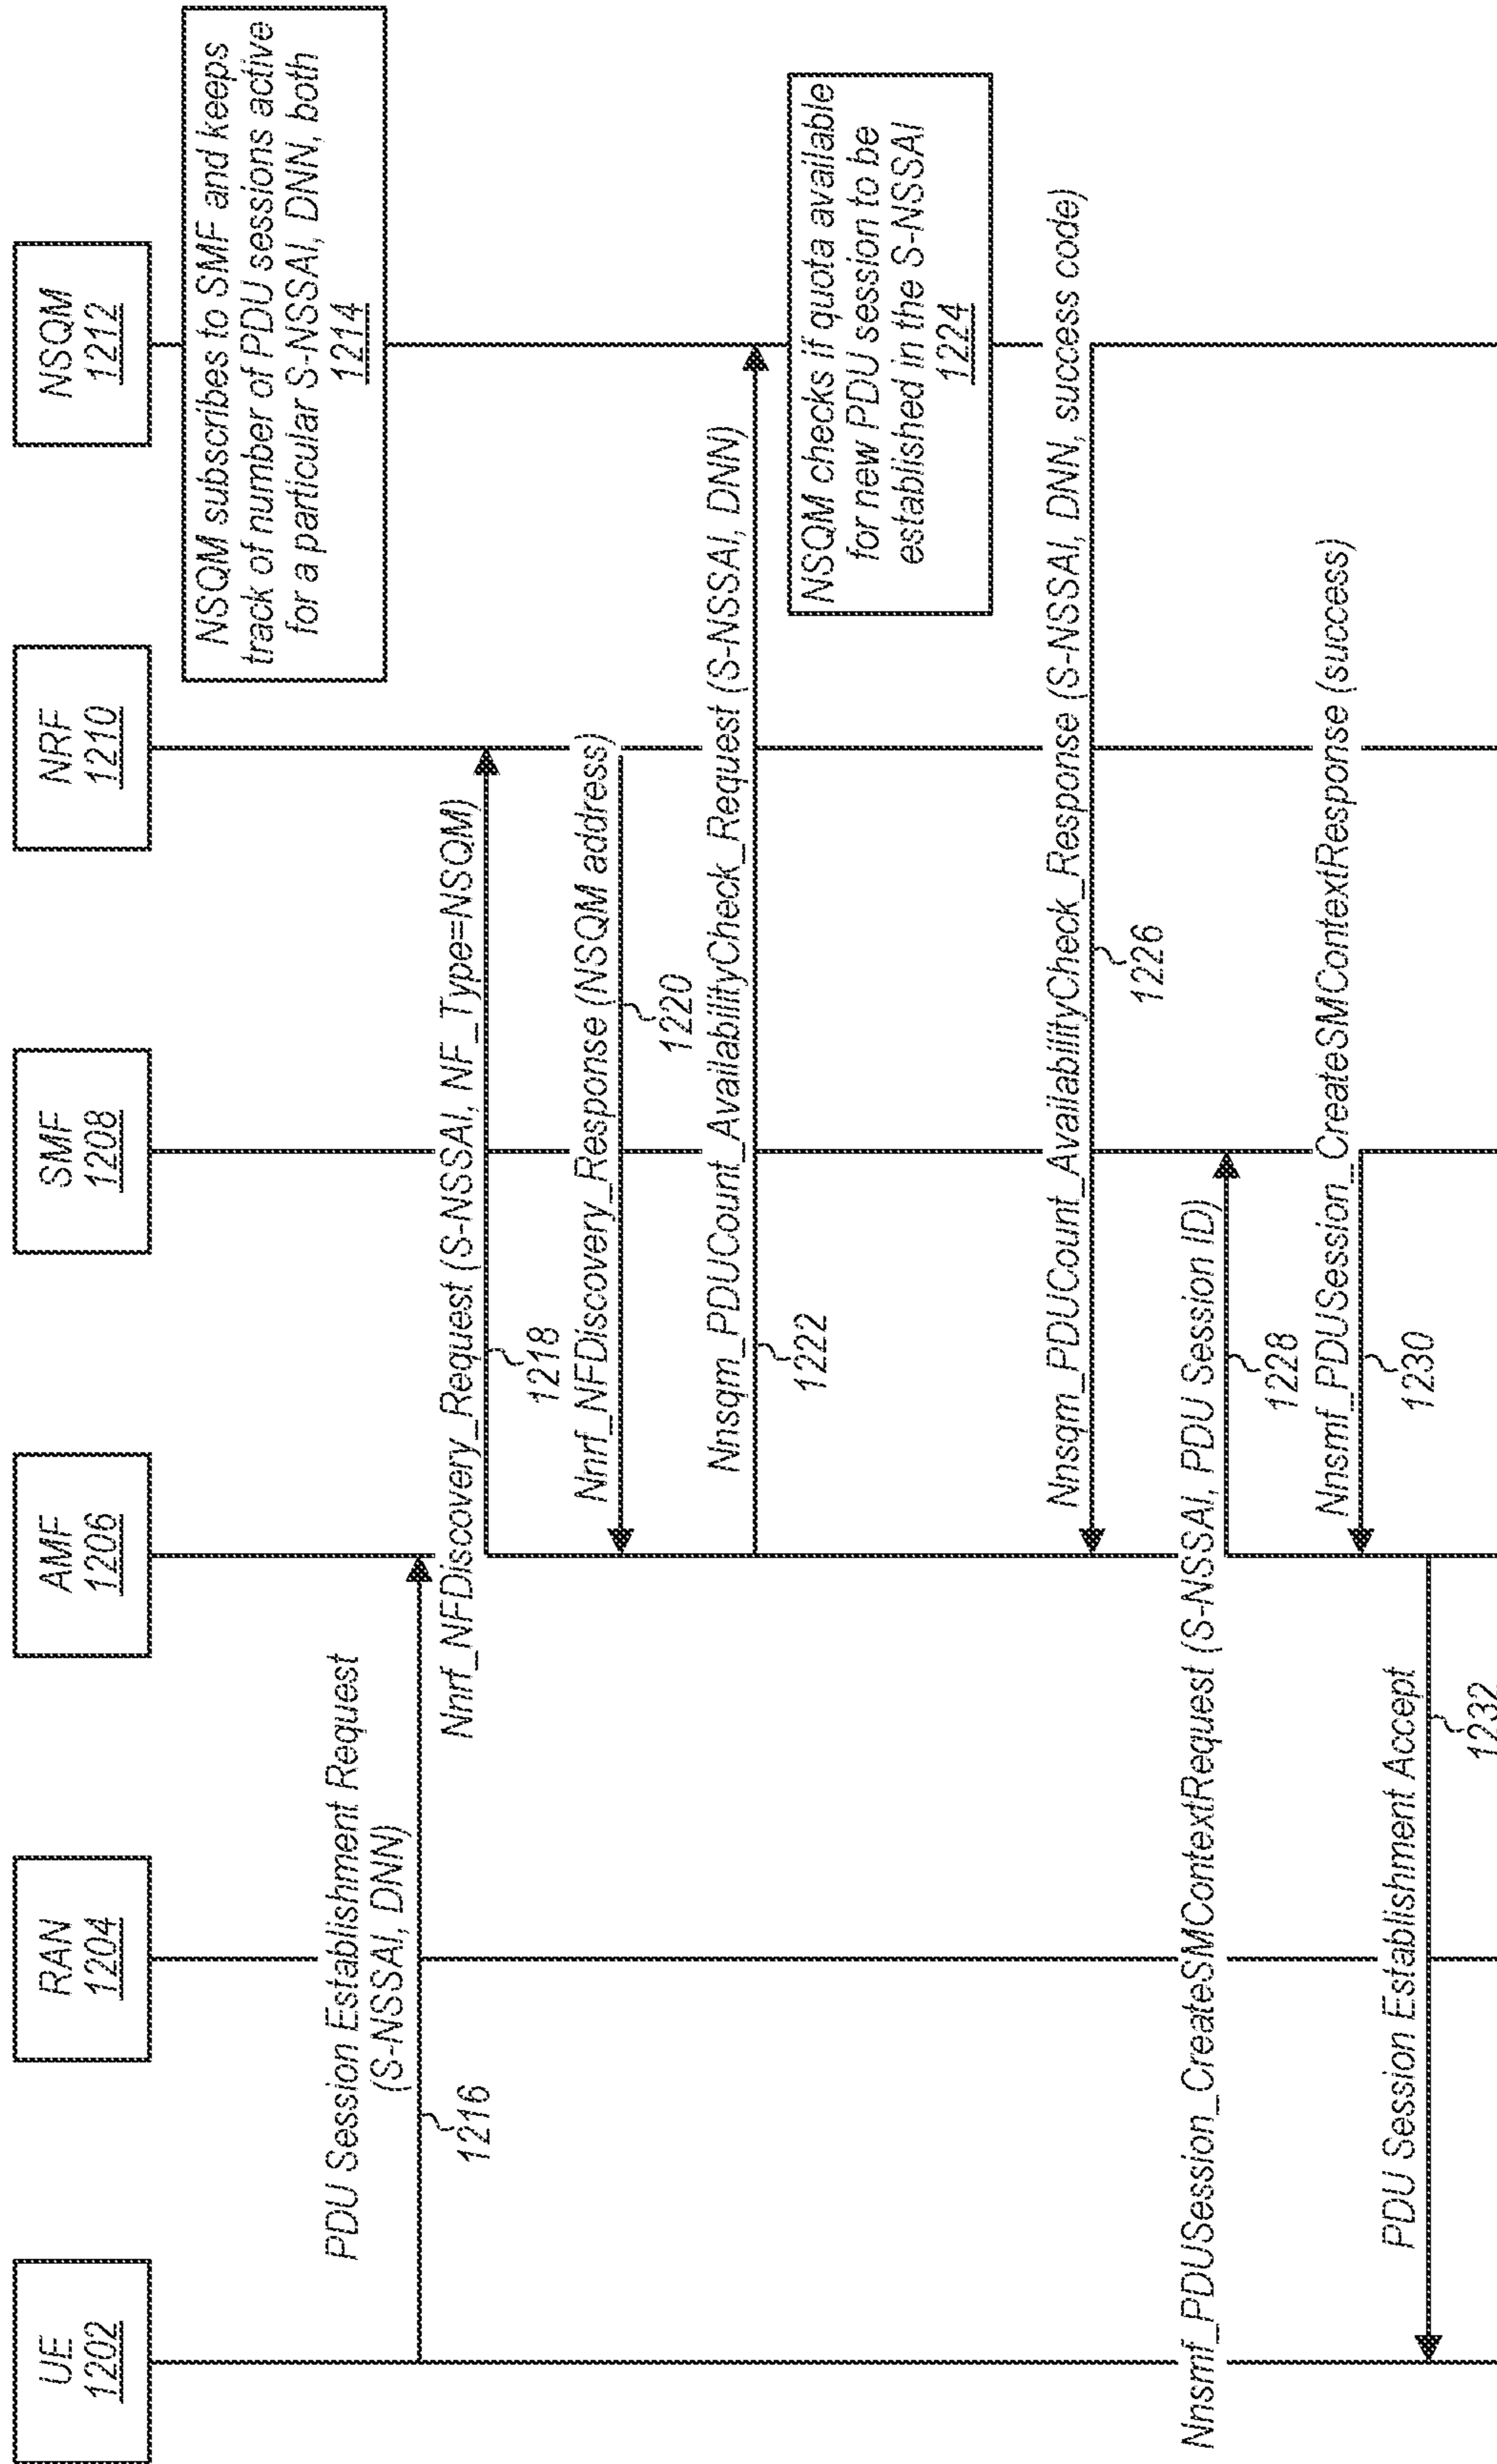 UE
1202
RAN
1204
AMF
1206
SMF
1208
NRF
1210
NSQM
1212
NSQM subscribes to SMF and keeps
track of number of PDU sessions active
for a particular S-NSSAI, DNN, both
1214
PDU Session Establishment Request
(S-NSSAI, DNN)
1216
Nnrf_NFDiscovery_Request (S-NSSAI, NF_Type=NSQM)
1218
Nnrf_NFDiscovery_Response (NSQM address)
1220
Nnsqm_PDUCount_AvailabilityCheck_Request (S-NSSAI, DNN)
1222
NSQM checks if quota available
for new PDU session to be
established in the S-NSSAI
1224
Nnsqm_PDUCount_AvailabilityCheck_Response (S-NSSAI, DNN, success code)
1226
Nnsmf_PDUSession_CreateSMContextRequest (S-NSSAI, PDU Session ID)
1228
Nnsmf_PDUSession_CreateSMContextResponse (success)
1230
PDU Session Establishment Accept
1232